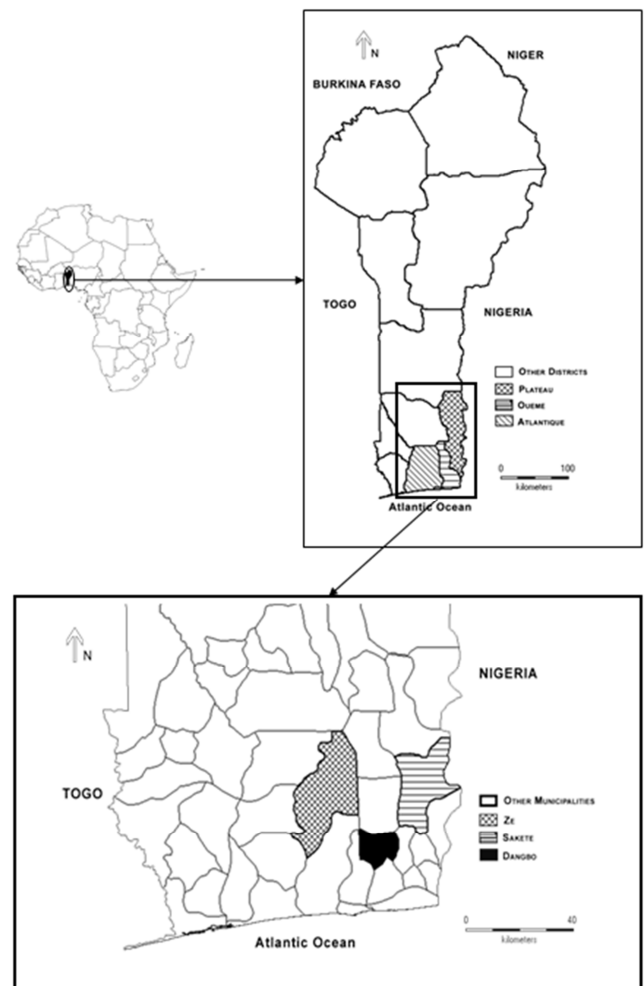 N
NIGER
BURKINA FASO
TOGO
NIGERIA
OTHER DISTRICTS
PLATEAU
OUEME
ATLANTIQUE
0 100
kilometers
Atlantic Ocean
N
NIGERIA
TOGO
OTHER MUNICIPALITIES
ZE
SAKETE
DANGBO
0 40
kilometers
Atlantic Ocean